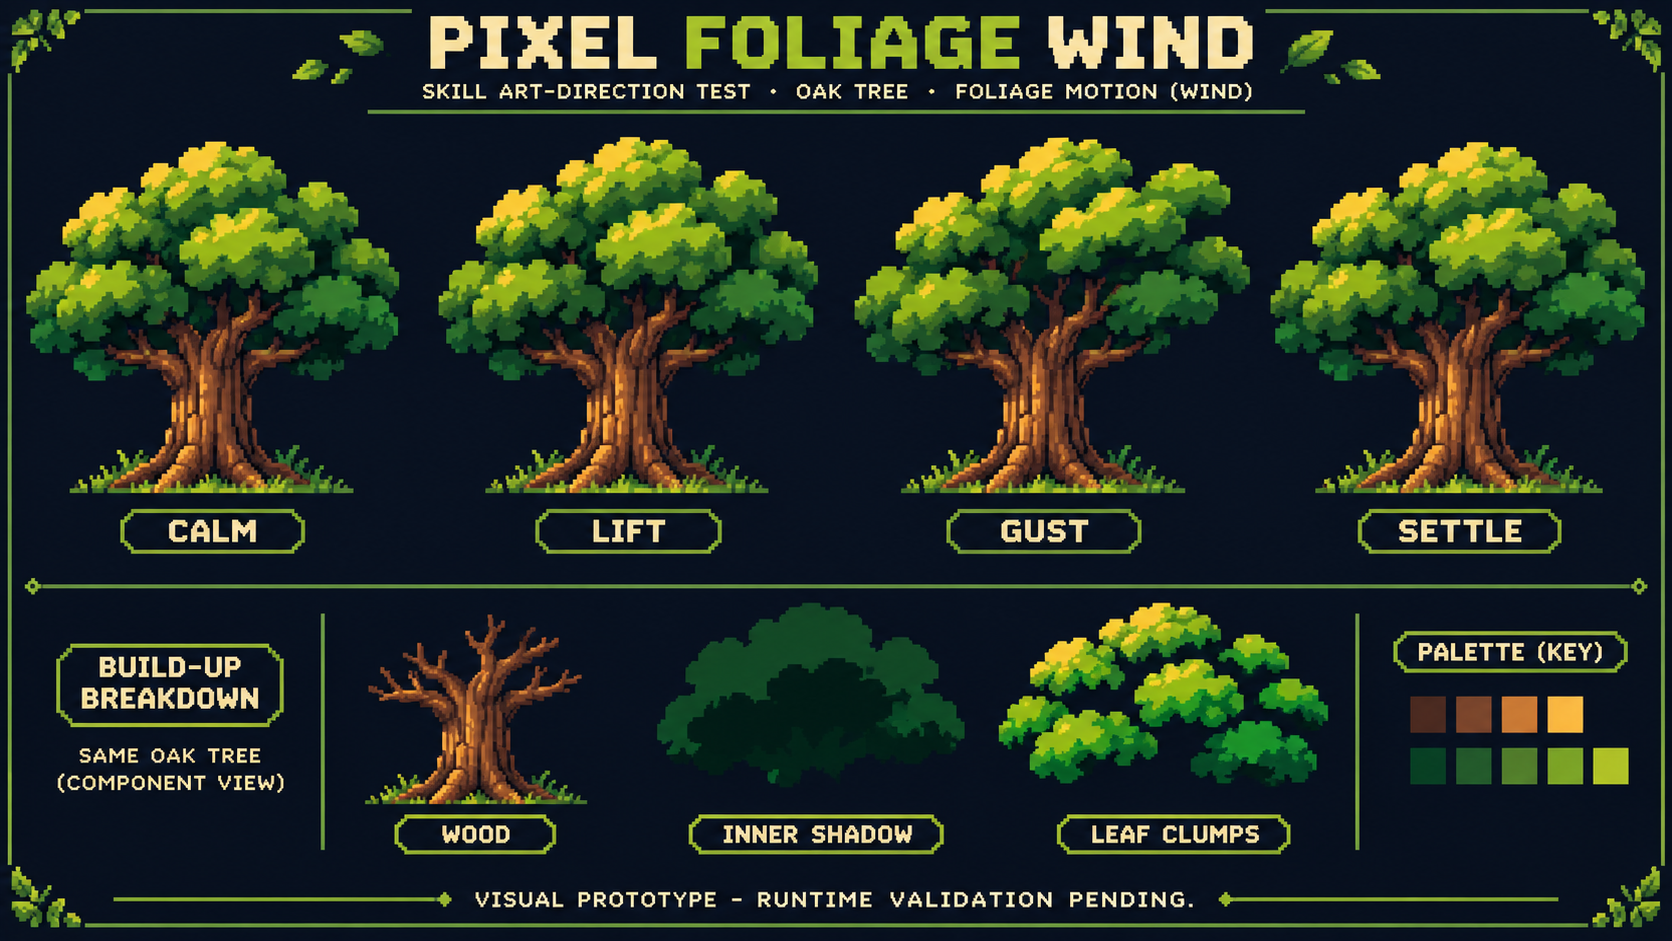 PIXEL FOLIAGE WIND
SKILL ART-DIRECTION TEST • OAK TREE • FOLIAGE MOTION (WIND)
CALM
LIFT
GUST
SETTLE
BUILD-UP
BREAKDOWN
SAME OAK TREE
(COMPONENT VIEW)
WOOD
INNER SHADOW
LEAF CLUMPS
PALETTE (KEY)
VISUAL PROTOTYPE - RUNTIME VALIDATION PENDING.